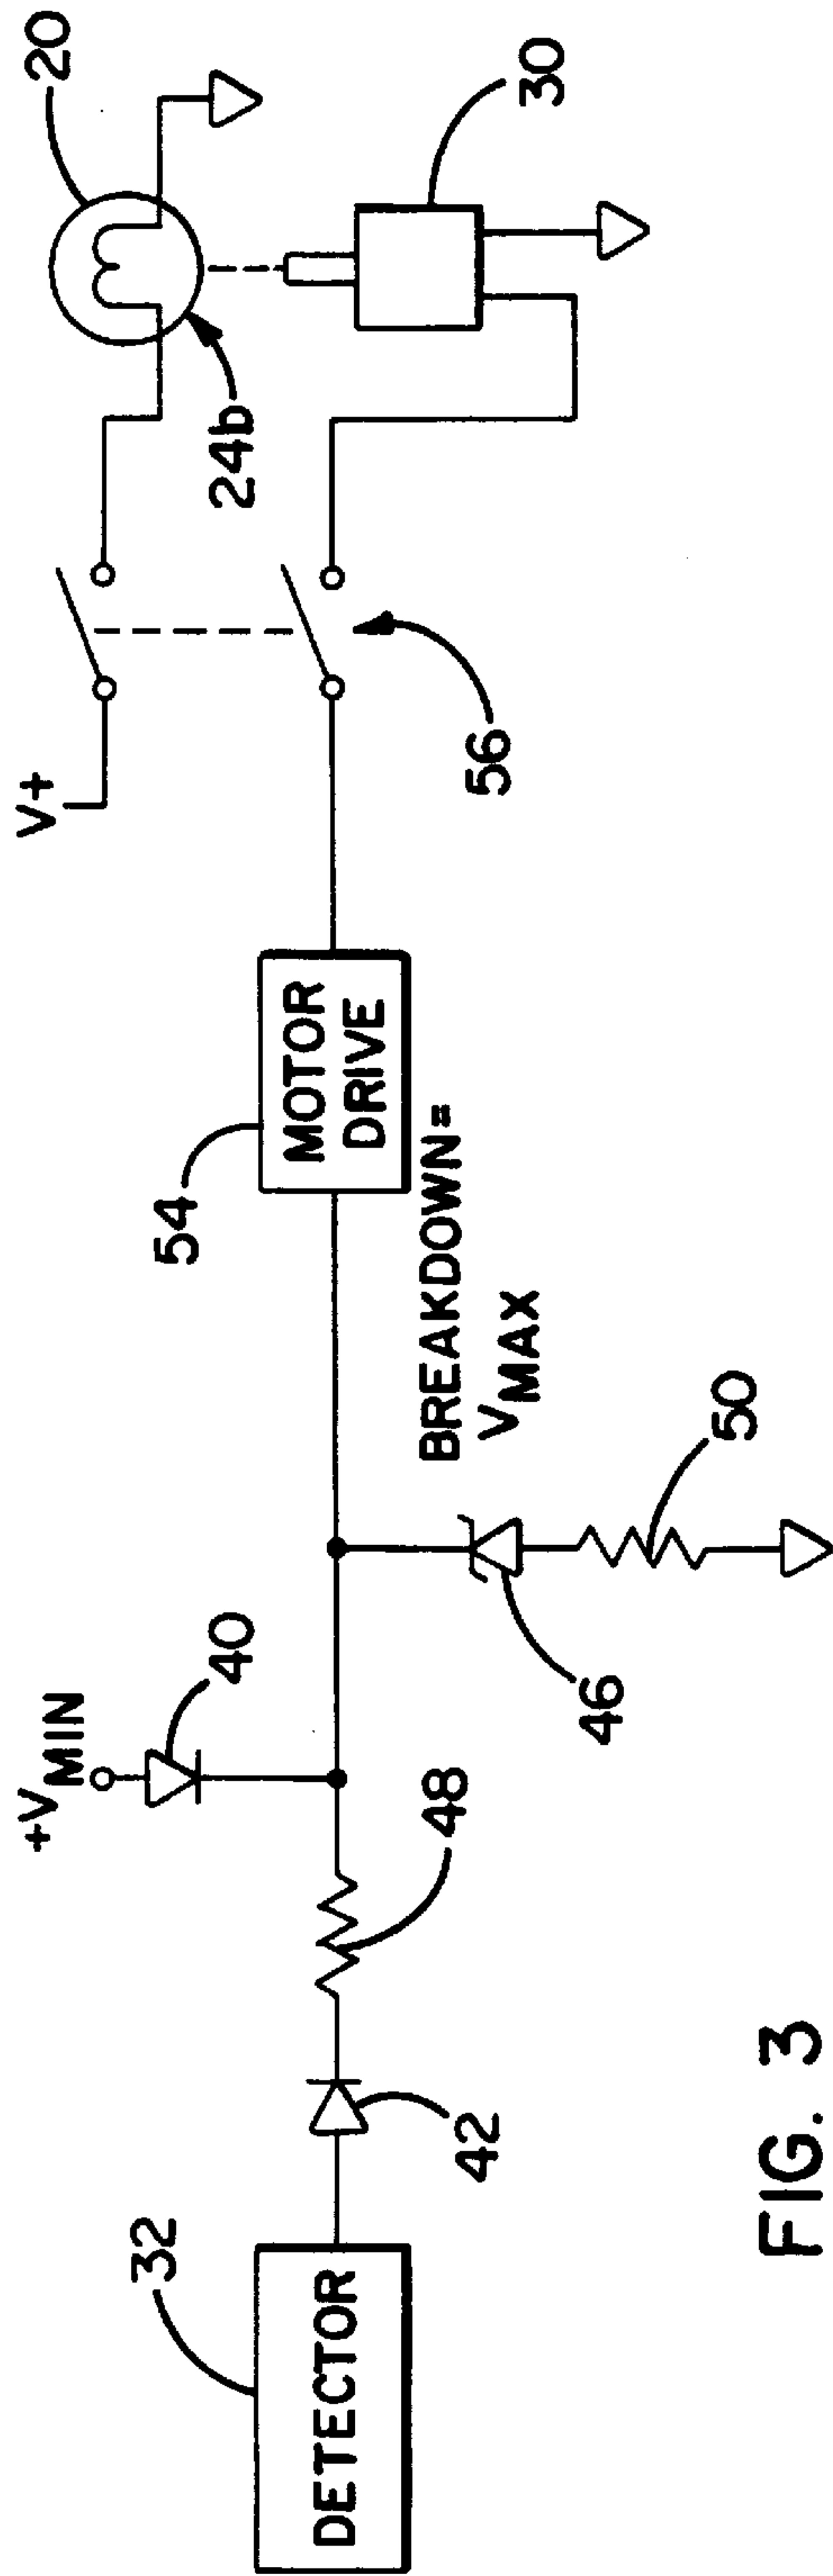 20
V+
24b
30
56
54
MOTOR
DRIVE
BREAKDOWN=
VMAX
+VMIN
40
50
46
48
32
42
DETECTOR
FIG. 3